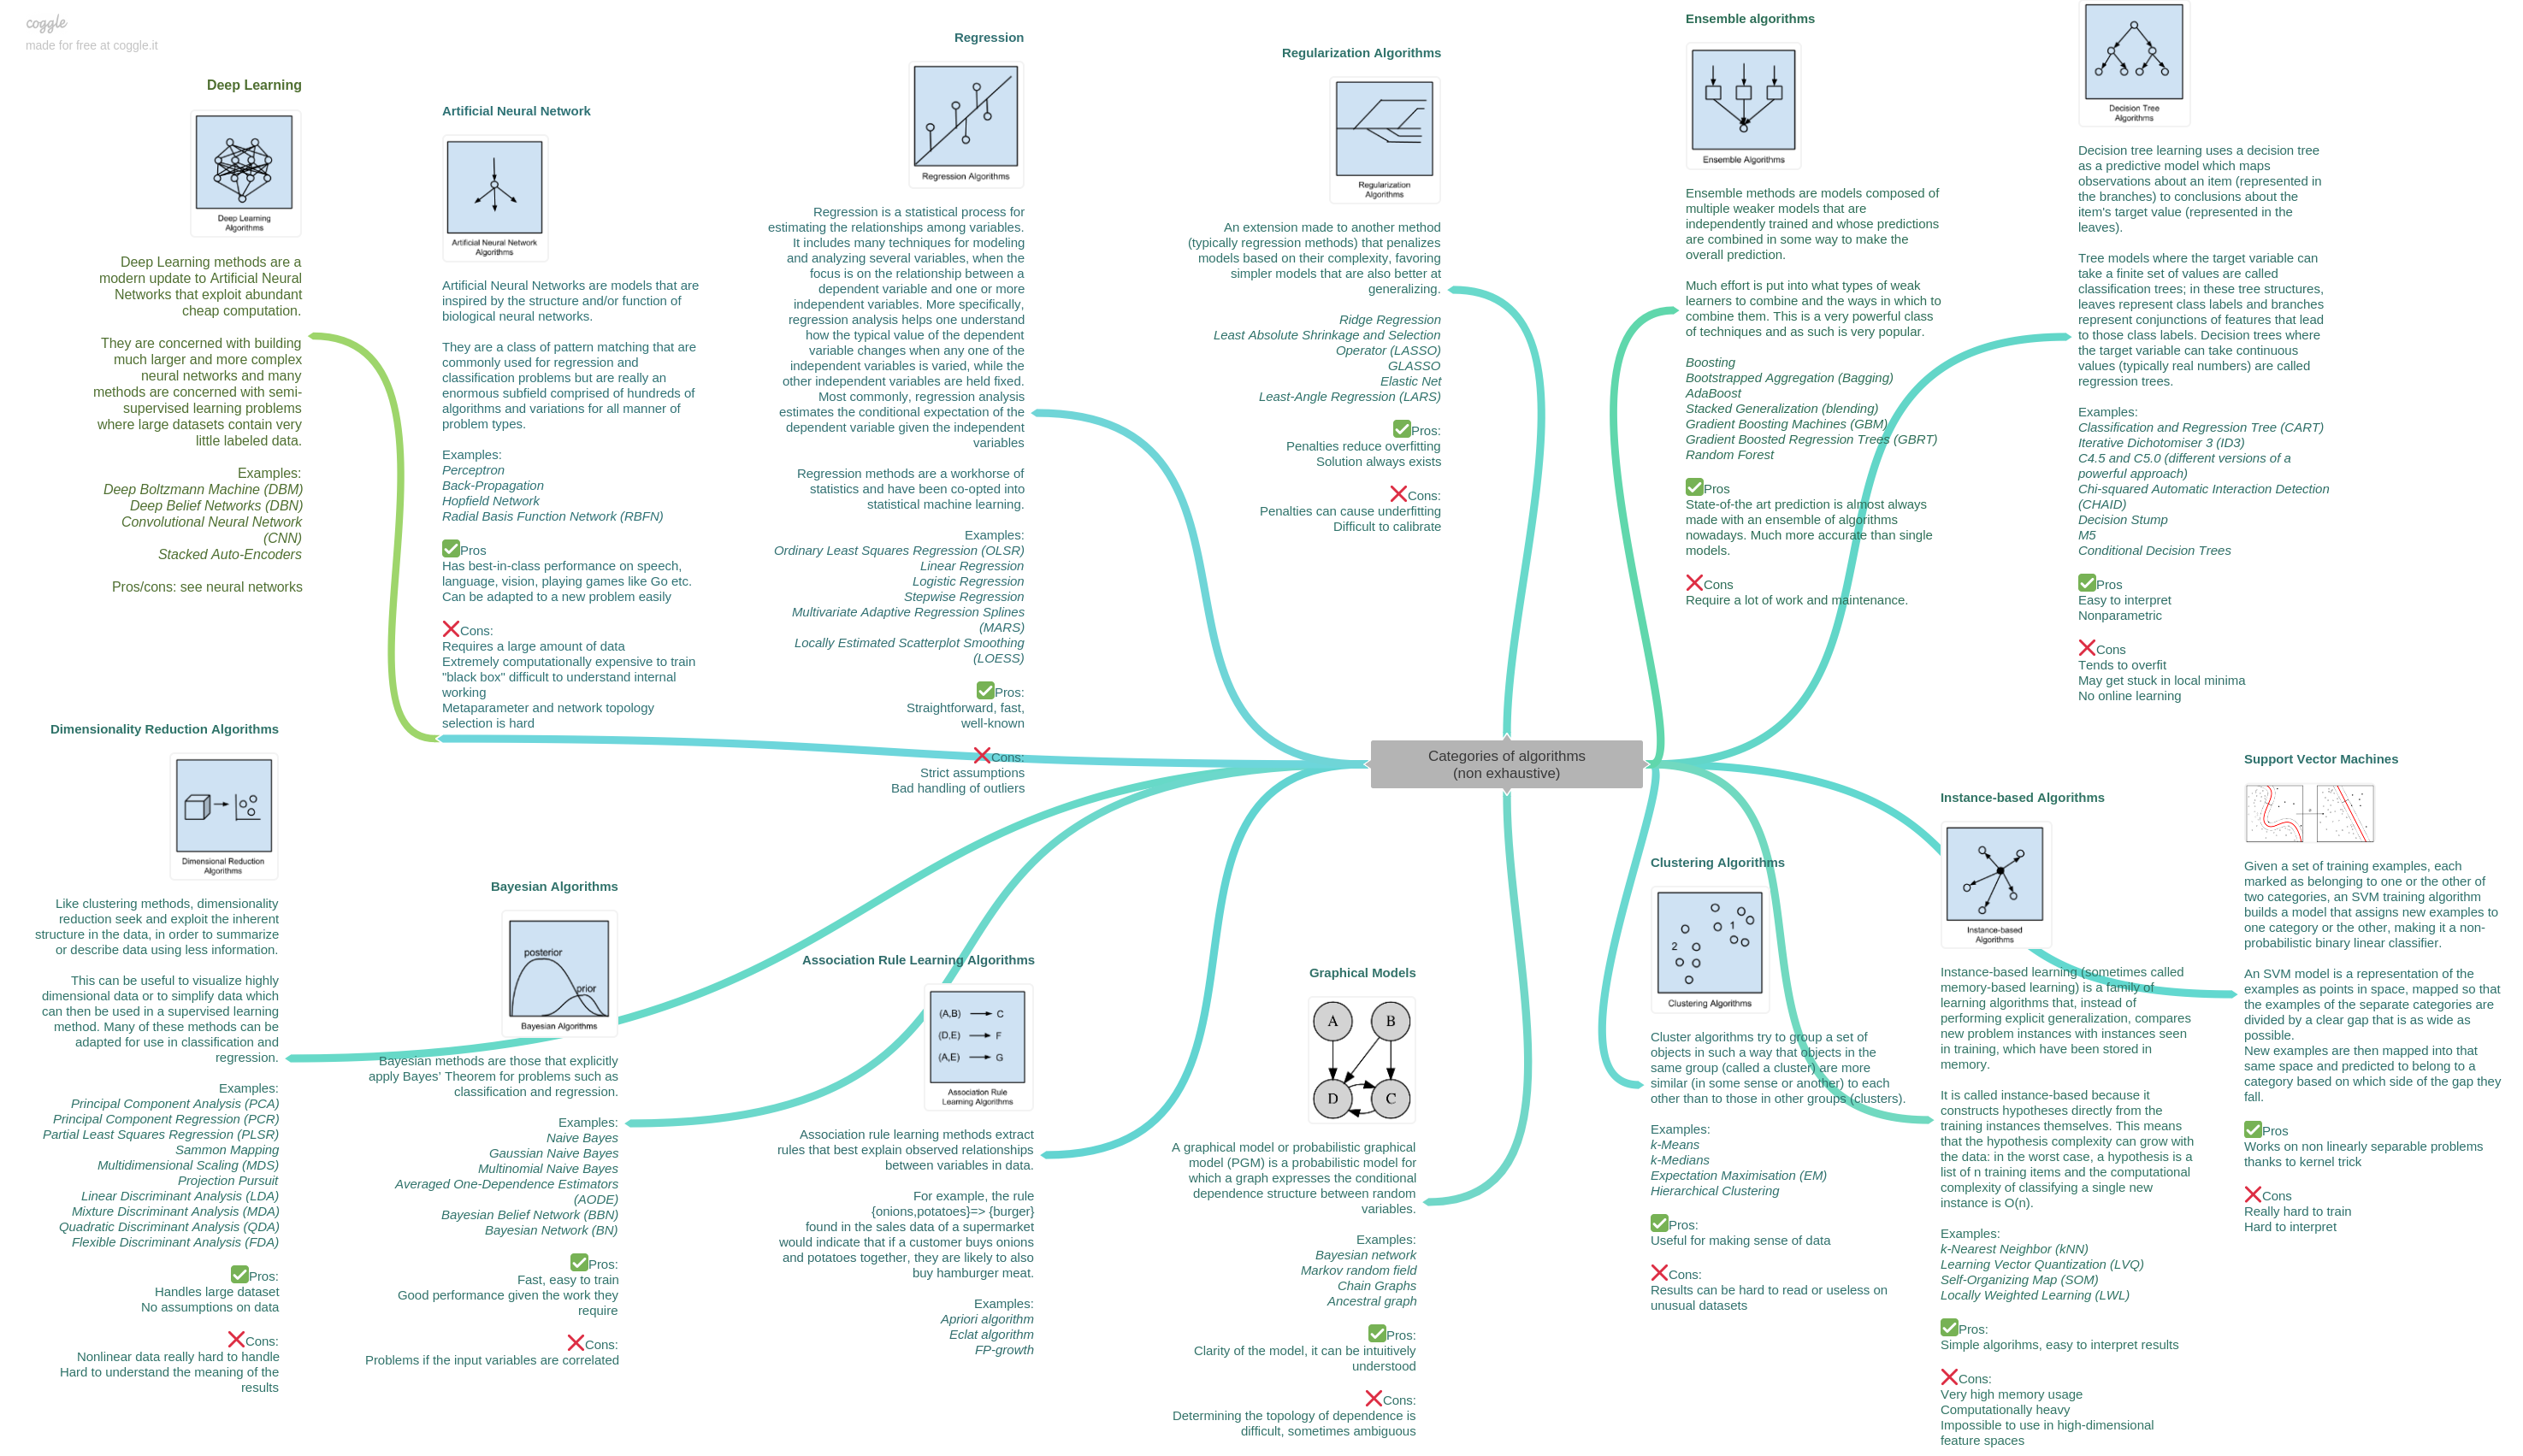 coggle
made for free at coggle.it
Deep Learning
Deep Learning
Algorithms
Deep Learning methods are a
modern update to Artificial Neural
Networks that exploit abundant
cheap computation.
They are concerned with building
much larger and more complex
neural networks and many
methods are concerned with semi-
supervised learning problems
where large datasets contain very
little labeled data.
Examples:
Deep Boltzmann Machine (DBM)
Deep Belief Networks (DBN)
Convolutional Neural Network
(CNN)
Stacked Auto-Encoders
Pros/cons: see neural networks
Artificial Neural Network
Artificial Neural Network
Algorithms
Artificial Neural Networks are models that are
inspired by the structure and/or function of
biological neural networks.
They are a class of pattern matching that are
commonly used for regression and
classification problems but are really an
enormous subfield comprised of hundreds of
algorithms and variations for all manner of
problem types.
Examples:
Perceptron
Back-Propagation
Hopfield Network
Radial Basis Function Network (RBFN)
✅Pros
Has best-in-class performance on speech,
language, vision, playing games like Go etc.
Can be adapted to a new problem easily
❌Cons:
Requires a large amount of data
Extremely computationally expensive to train
"black box" difficult to understand internal
working
Metaparameter and network topology
selection is hard
Regression
Regression Algorithms
Regression is a statistical process for
estimating the relationships among variables.
It includes many techniques for modeling
and analyzing several variables, when the
focus is on the relationship between a
dependent variable and one or more
independent variables. More specifically,
regression analysis helps one understand
how the typical value of the dependent
variable changes when any one of the
independent variables is varied, while the
other independent variables are held fixed.
Most commonly, regression analysis
estimates the conditional expectation of the
dependent variable given the independent
variables
Regression methods are a workhorse of
statistics and have been co-opted into
statistical machine learning.
Examples:
Ordinary Least Squares Regression (OLSR)
Linear Regression
Logistic Regression
Stepwise Regression
Multivariate Adaptive Regression Splines
(MARS)
Locally Estimated Scatterplot Smoothing
(LOESS)
✅Pros:
Straightforward, fast,
well-known
❌Cons:
Strict assumptions
Bad handling of outliers
Regularization Algorithms
Regularization
Algorithms
An extension made to another method
(typically regression methods) that penalizes
models based on their complexity, favoring
simpler models that are also better at
generalizing.
Ridge Regression
Least Absolute Shrinkage and Selection
Operator (LASSO)
GLASSO
Elastic Net
Least-Angle Regression (LARS)
✅Pros:
Penalties reduce overfitting
Solution always exists
❌Cons:
Penalties can cause underfitting
Difficult to calibrate
Ensemble algorithms
Ensemble Algorithms
Ensemble methods are models composed of
multiple weaker models that are
independently trained and whose predictions
are combined in some way to make the
overall prediction.
Much effort is put into what types of weak
learners to combine and the ways in which to
combine them. This is a very powerful class
of techniques and as such is very popular.
Boosting
Bootstrapped Aggregation (Bagging)
AdaBoost
Stacked Generalization (blending)
Gradient Boosting Machines (GBM)
Gradient Boosted Regression Trees (GBRT)
Random Forest
✅Pros
State-of-the art prediction is almost always
made with an ensemble of algorithms
nowadays. Much more accurate than single
models.
❌Cons
Require a lot of work and maintenance.
Decision Tree
Algorithms
Decision tree learning uses a decision tree
as a predictive model which maps
observations about an item (represented in
the branches) to conclusions about the
item's target value (represented in the
leaves).
Tree models where the target variable can
take a finite set of values are called
classification trees; in these tree structures,
leaves represent class labels and branches
represent conjunctions of features that lead
to those class labels. Decision trees where
the target variable can take continuous
values (typically real numbers) are called
regression trees.
Examples:
Classification and Regression Tree (CART)
Iterative Dichotomiser 3 (ID3)
C4.5 and C5.0 (different versions of a
powerful approach)
Chi-squared Automatic Interaction Detection
(CHAID)
Decision Stump
M5
Conditional Decision Trees
✅Pros
Easy to interpret
Nonparametric
❌Cons
Tends to overfit
May get stuck in local minima
No online learning
Categories of algorithms
(non exhaustive)
Dimensionality Reduction Algorithms
Dimensional Reduction
Algorithms
Like clustering methods, dimensionality
reduction seek and exploit the inherent
structure in the data, in order to summarize
or describe data using less information.
This can be useful to visualize highly
dimensional data or to simplify data which
can then be used in a supervised learning
method. Many of these methods can be
adapted for use in classification and
regression.
Examples:
Principal Component Analysis (PCA)
Principal Component Regression (PCR)
Partial Least Squares Regression (PLSR)
Sammon Mapping
Multidimensional Scaling (MDS)
Projection Pursuit
Linear Discriminant Analysis (LDA)
Mixture Discriminant Analysis (MDA)
Quadratic Discriminant Analysis (QDA)
Flexible Discriminant Analysis (FDA)
✅Pros:
Handles large dataset
No assumptions on data
❌Cons:
Nonlinear data really hard to handle
Hard to understand the meaning of the
results
Bayesian Algorithms
posterior
prior
Bayesian Algorithms
Bayesian methods are those that explicitly
apply Bayes' Theorem for problems such as
classification and regression.
Examples:
Naive Bayes
Gaussian Naive Bayes
Multinomial Naive Bayes
Averaged One-Dependence Estimators
(AODE)
Bayesian Belief Network (BBN)
Bayesian Network (BN)
✅Pros:
Fast, easy to train
Good performance given the work they
require
❌Cons:
Problems if the input variables are correlated
Association Rule Learning Algorithms
(A,B) → C
(D,E) → F
(A,E) → G
Association Rule
Learning Algorithms
Association rule learning methods extract
rules that best explain observed relationships
between variables in data.
For example, the rule
{onions,potatoes}=> {burger}
found in the sales data of a supermarket
would indicate that if a customer buys onions
and potatoes together, they are likely to also
buy hamburger meat.
Examples:
Apriori algorithm
Eclat algorithm
FP-growth
Graphical Models
A B
D C
A graphical model or probabilistic graphical
model (PGM) is a probabilistic model for
which a graph expresses the conditional
dependence structure between random
variables.
Examples:
Bayesian network
Markov random field
Chain Graphs
Ancestral graph
✅Pros:
Clarity of the model, it can be intuitively
understood
❌Cons:
Determining the topology of dependence is
difficult, sometimes ambiguous
Clustering Algorithms
1
2
Clustering Algorithms
Cluster algorithms try to group a set of
objects in such a way that objects in the
same group (called a cluster) are more
similar (in some sense or another) to each
other than to those in other groups (clusters).
Examples:
k-Means
k-Medians
Expectation Maximisation (EM)
Hierarchical Clustering
✅Pros:
Useful for making sense of data
❌Cons:
Results can be hard to read or useless on
unusual datasets
Instance-based Algorithms
Instance-based
Algorithms
Instance-based learning (sometimes called
memory-based learning) is a family of
learning algorithms that, instead of
performing explicit generalization, compares
new problem instances with instances seen
in training, which have been stored in
memory.
It is called instance-based because it
constructs hypotheses directly from the
training instances themselves. This means
that the hypothesis complexity can grow with
the data: in the worst case, a hypothesis is a
list of n training items and the computational
complexity of classifying a single new
instance is O(n).
Examples:
k-Nearest Neighbor (kNN)
Learning Vector Quantization (LVQ)
Self-Organizing Map (SOM)
Locally Weighted Learning (LWL)
✅Pros:
Simple algorihms, easy to interpret results
❌Cons:
Very high memory usage
Computationally heavy
Impossible to use in high-dimensional
feature spaces
Support Vector Machines
Given a set of training examples, each
marked as belonging to one or the other of
two categories, an SVM training algorithm
builds a model that assigns new examples to
one category or the other, making it a non-
probabilistic binary linear classifier.
An SVM model is a representation of the
examples as points in space, mapped so that
the examples of the separate categories are
divided by a clear gap that is as wide as
possible.
New examples are then mapped into that
same space and predicted to belong to a
category based on which side of the gap they
fall.
✅Pros
Works on non linearly separable problems
thanks to kernel trick
❌Cons
Really hard to train
Hard to interpret